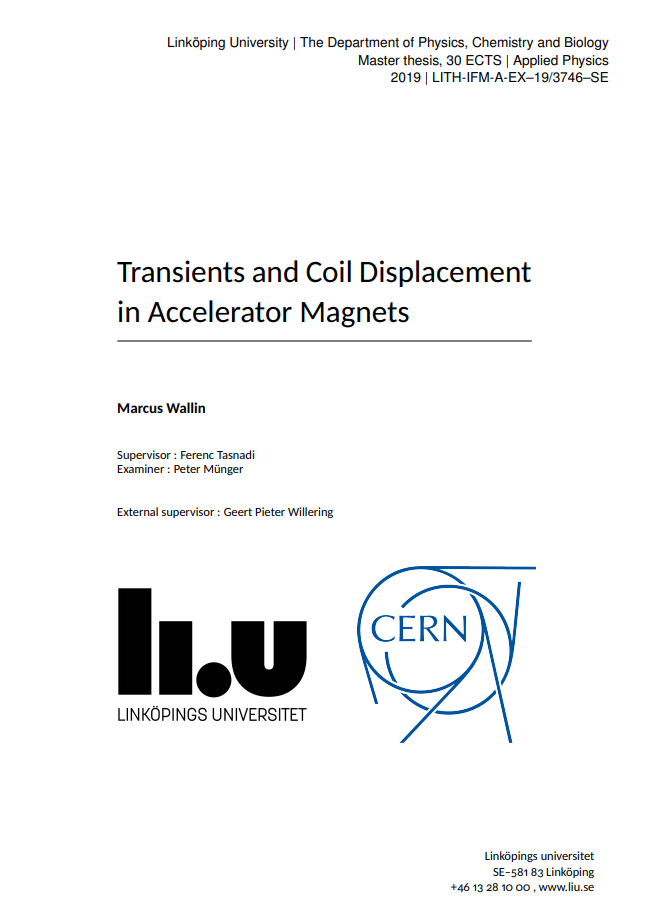 Linköping University | The Department of Physics, Chemistry and Biology
Master thesis, 30 ECTS | Applied Physics
2019 | LITH-IFM-A-EX–19/3746–SE
Transients and Coil Displacement
in Accelerator Magnets
Marcus Wallin
Supervisor : Ferenc Tasnadi
Examiner : Peter Münger
External supervisor : Geert Pieter Willering
li.u
LINKÖPINGS UNIVERSITET
CERN
Linköpings universitet
SE–581 83 Linköping
+46 13 28 10 00 , www.liu.se